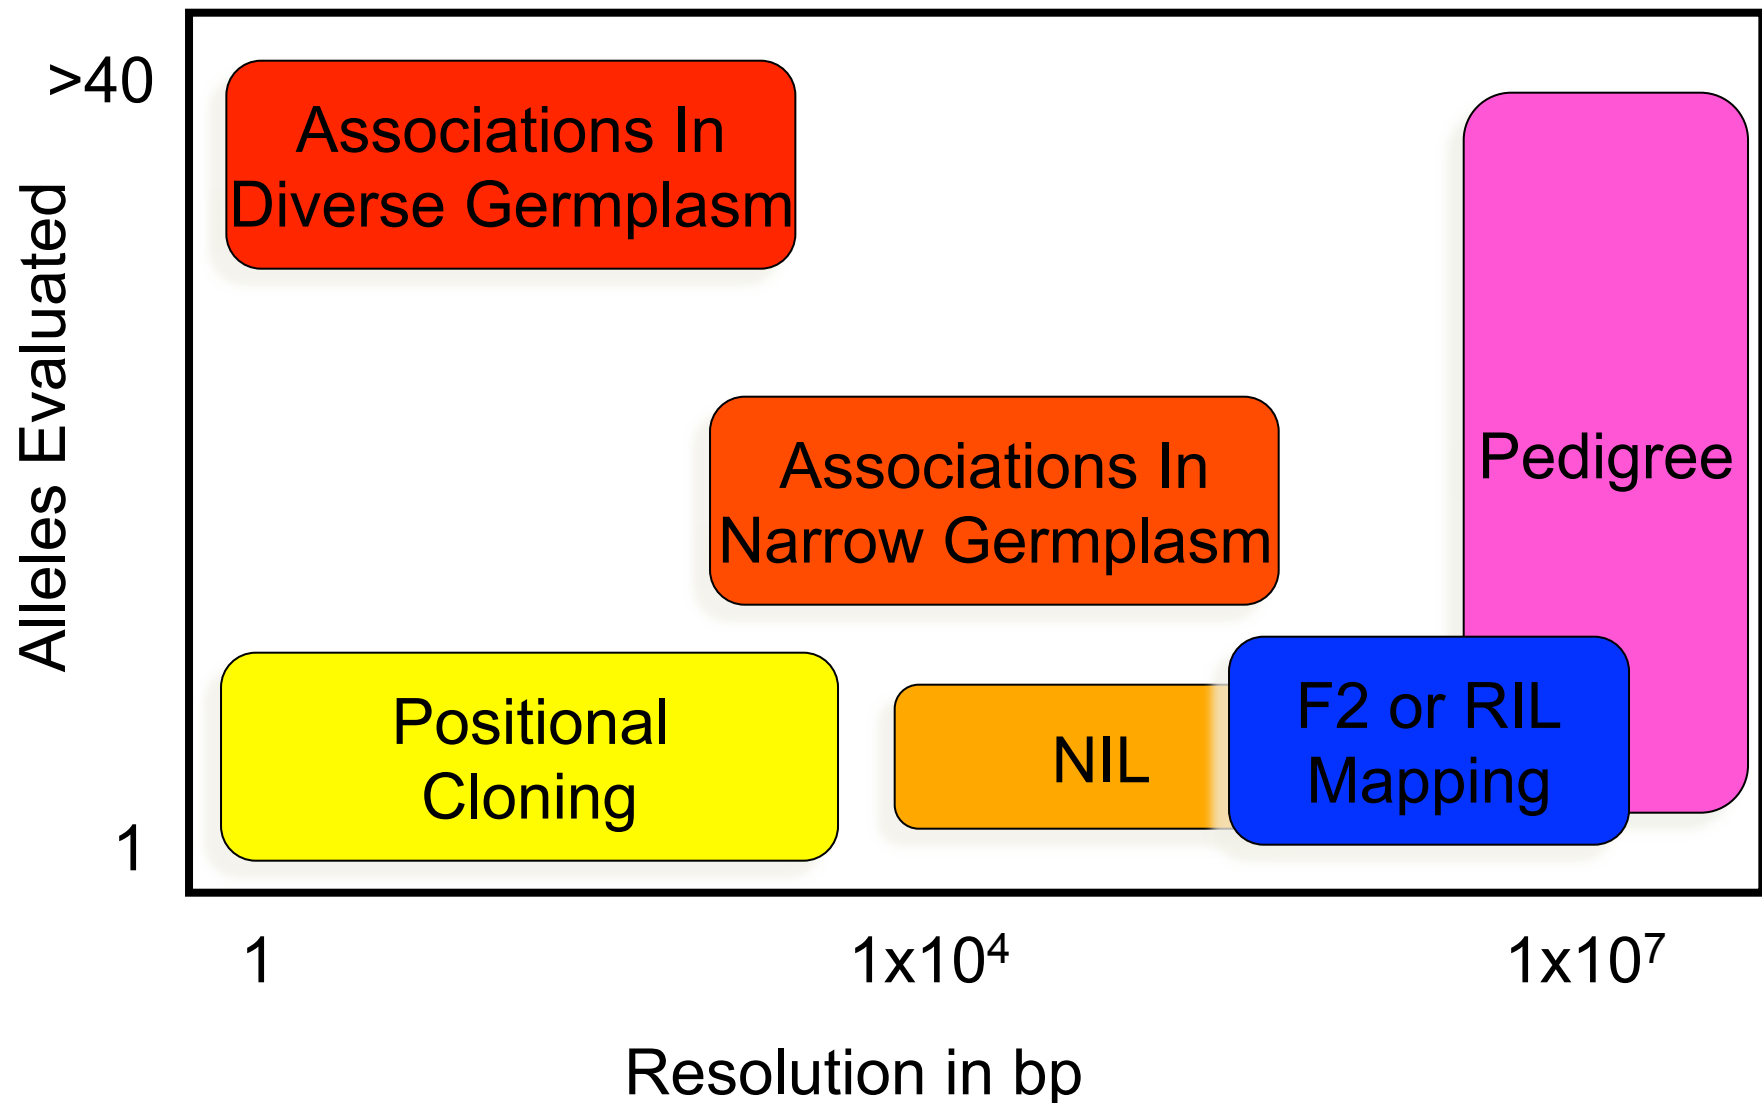 >40
Alleles Evaluated
1
Associations In
Diverse Germplasm
Associations In
Narrow Germplasm
Pedigree
Positional
Cloning
NIL
F2 or RIL
Mapping
1
1x10⁴
1x10⁷
Resolution in bp